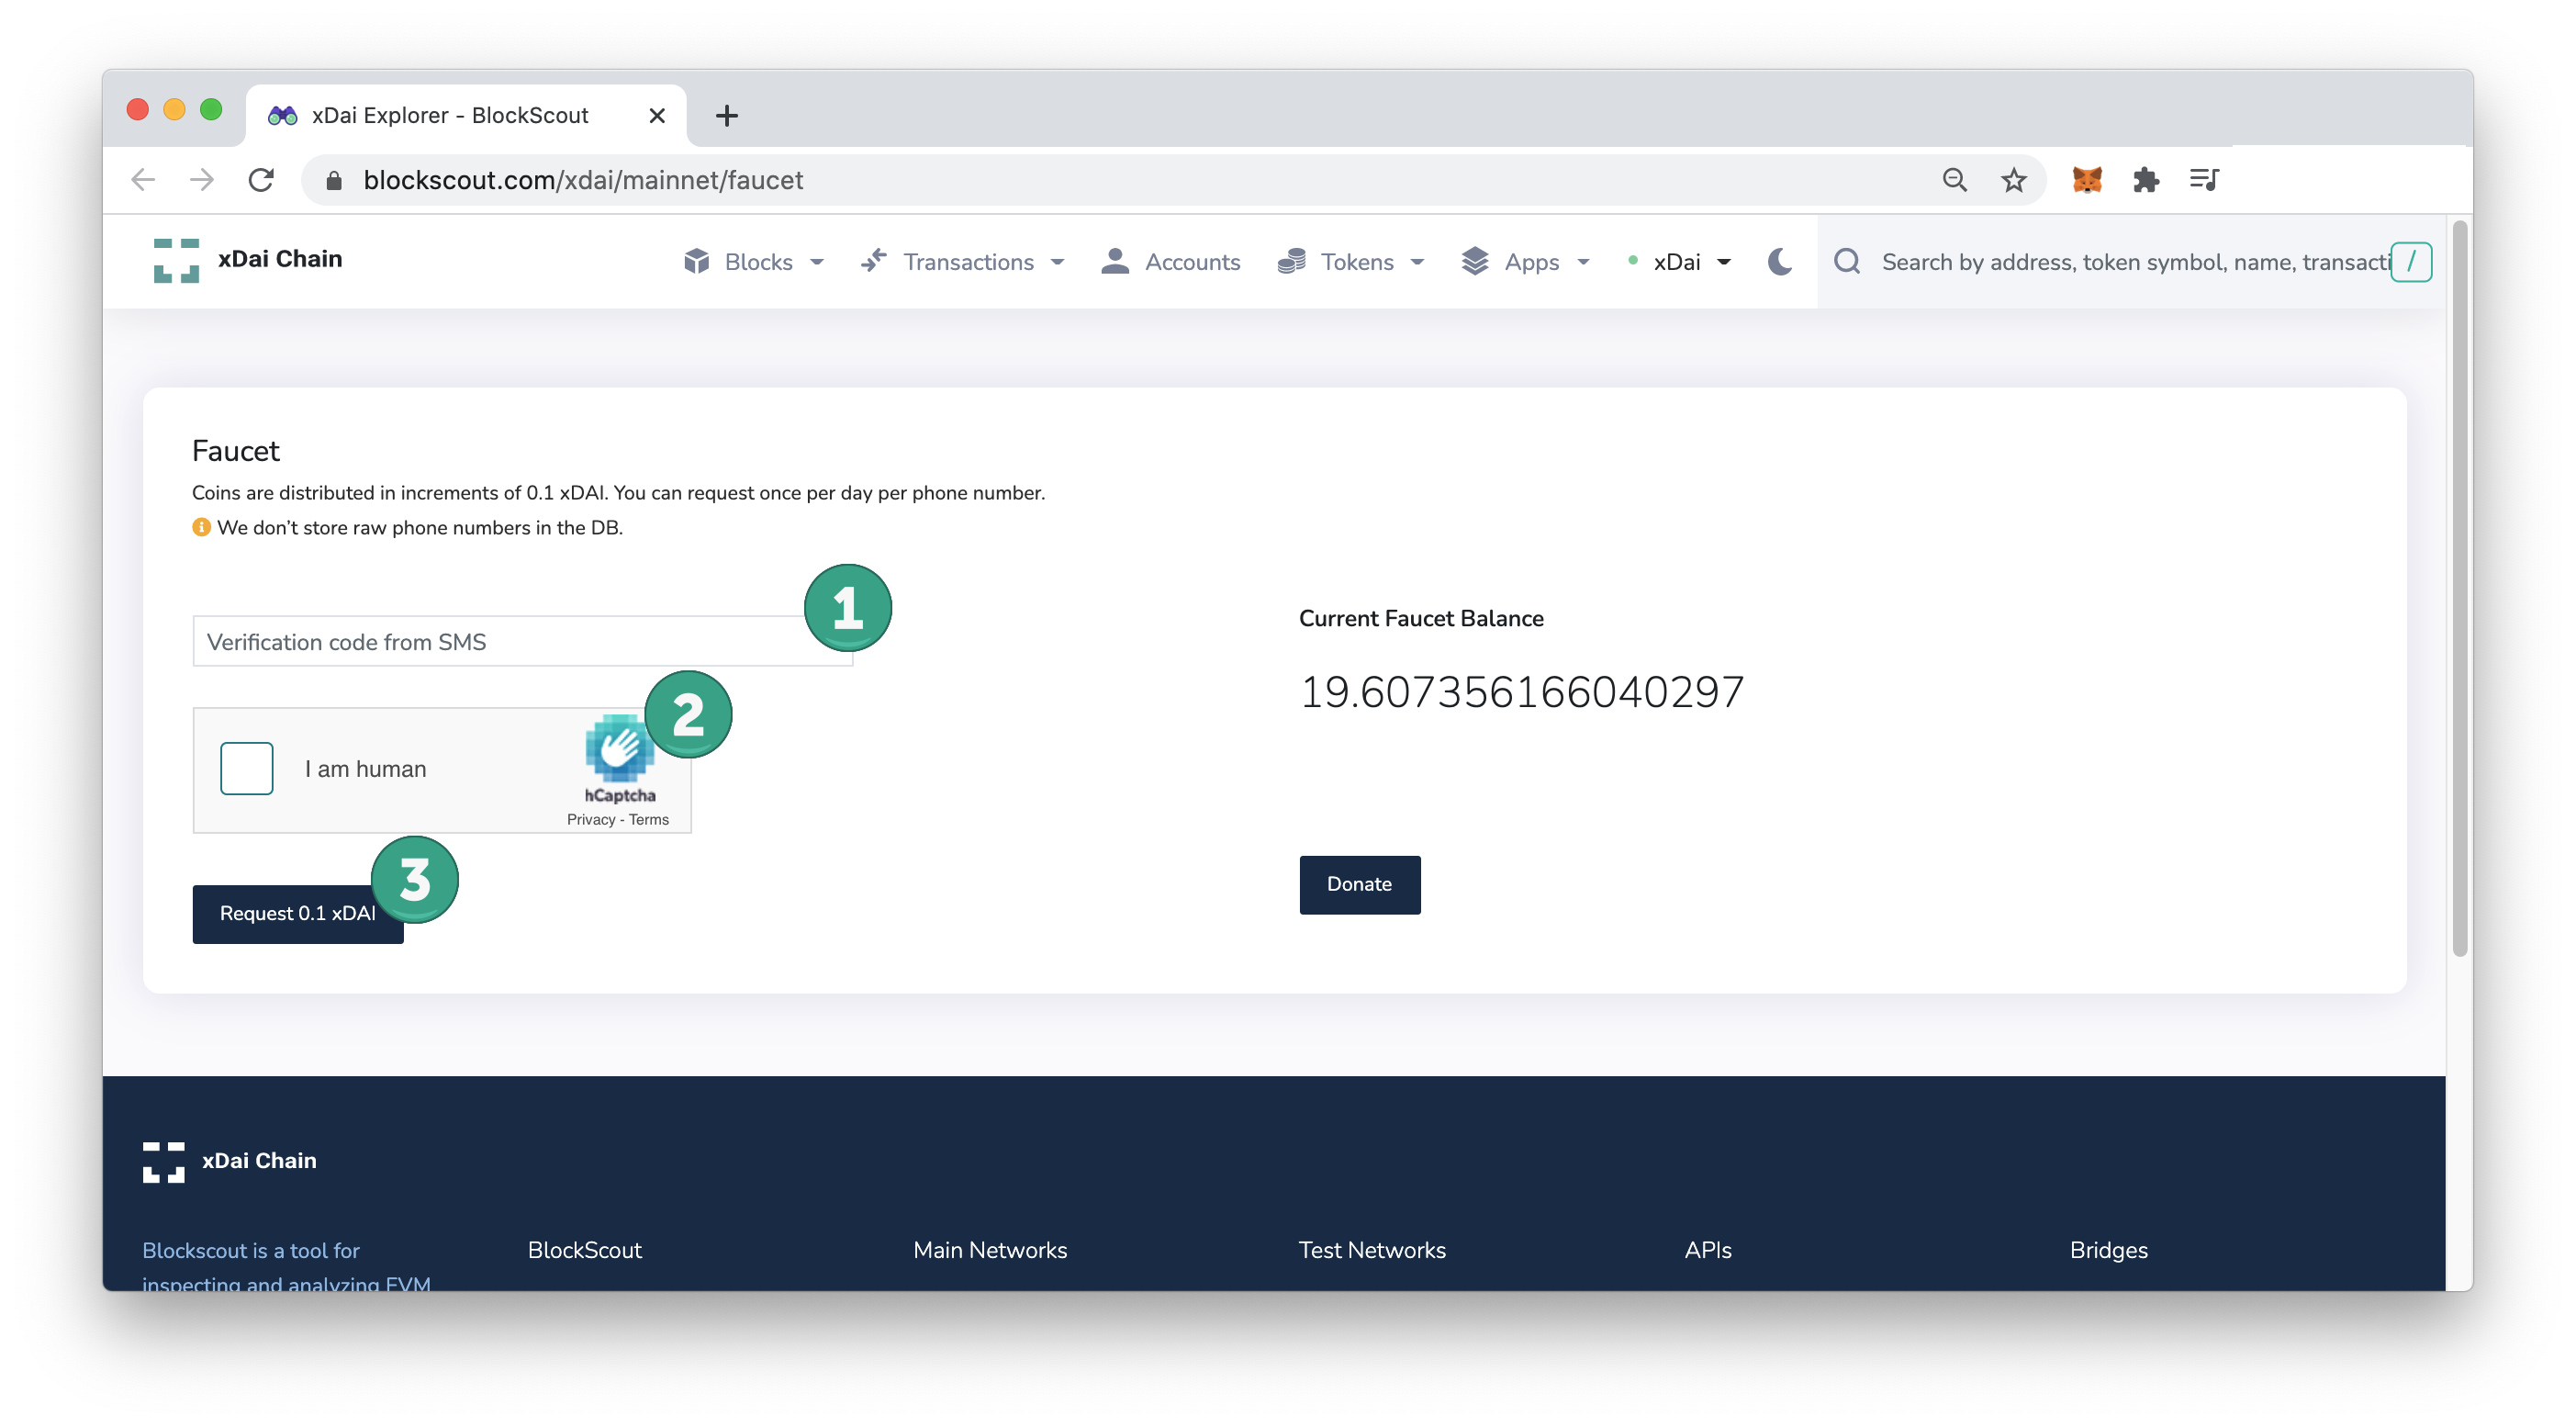 xDai Explorer - BlockScout
blockscout.com/xdai/mainnet/faucet
xDai Chain
Blocks
Transactions
Accounts
Tokens
Apps
xDai
Search by address, token symbol, name, transacti
/
Faucet
Coins are distributed in increments of 0.1 xDAI. You can request once per day per phone number.
We don't store raw phone numbers in the DB.
1
Verification code from SMS
2
I am human
hCaptcha
Privacy - Terms
3
Request 0.1 xDAI
Current Faucet Balance
19.607356166040297
Donate
xDai Chain
Blockscout is a tool for
inspecting and analyzing EVM
BlockScout
Main Networks
Test Networks
APIs
Bridges